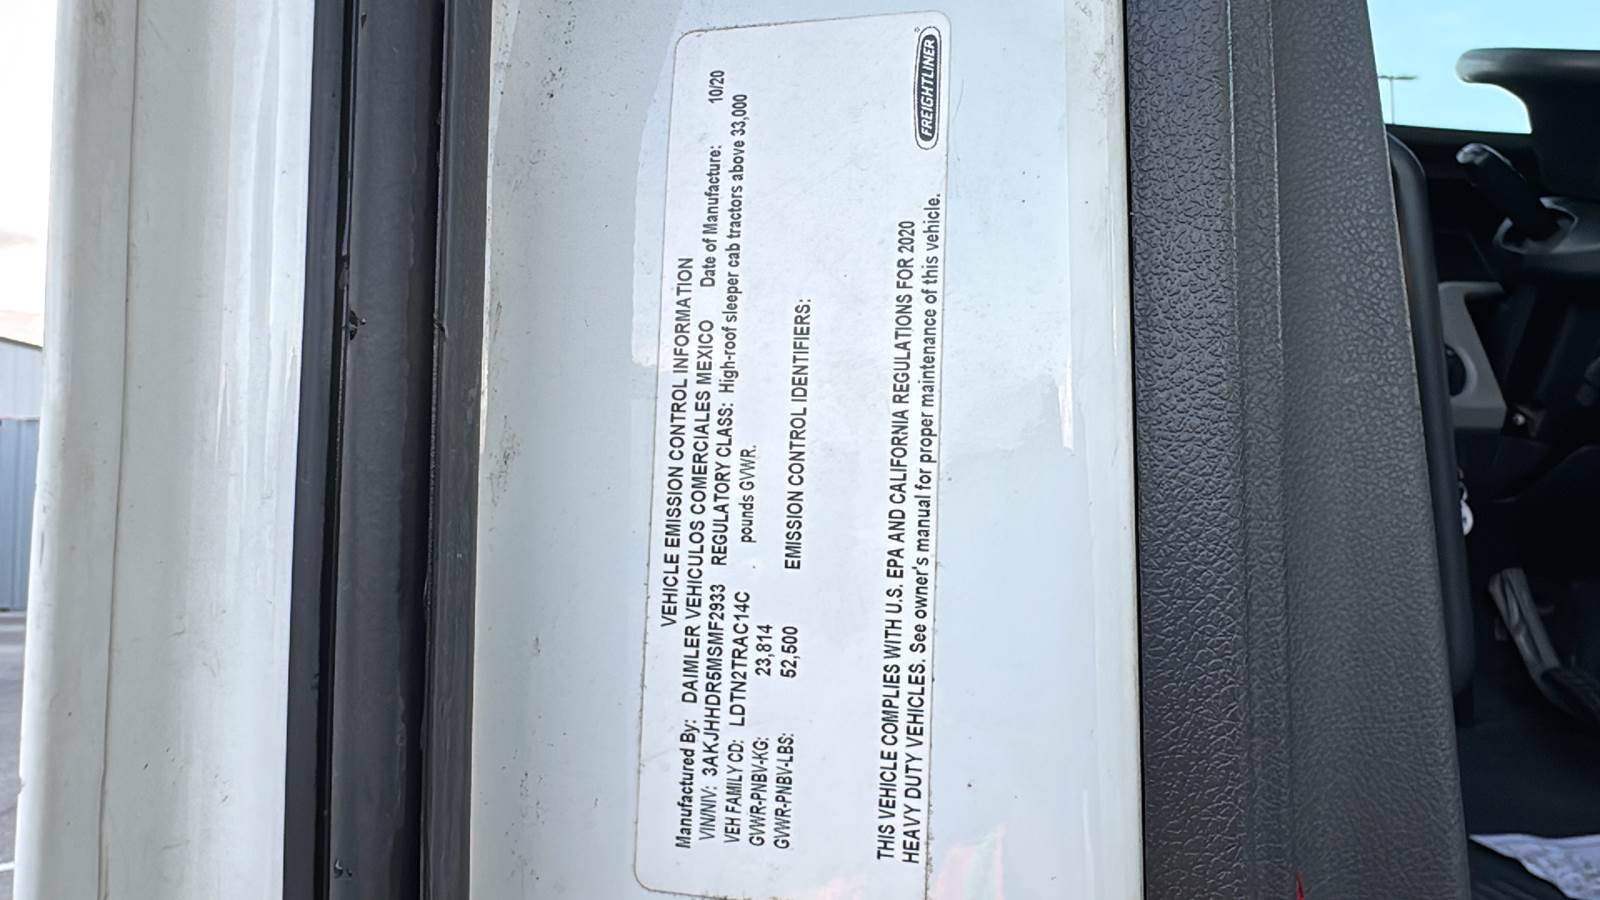 FREIGHTLINER
VEHICLE EMISSION CONTROL INFORMATION
Manufactured By: DAIMLER VEHICULOS COMERCIALES MEXICO Date of Manufacture: 10/20
VIN/NIV: 3AKJHHDR5MSMF2933 REGULATORY CLASS: High-roof sleeper cab tractors above 33,000
VEH FAMILY CD: LDTN2TRAC14C pounds GVWR.
GVWR-PNBV-KG: 23,814
GVWR-PNBV-LBS: 52,500 EMISSION CONTROL IDENTIFIERS:
THIS VEHICLE COMPLIES WITH U.S. EPA AND CALIFORNIA REGULATIONS FOR 2020
HEAVY DUTY VEHICLES. See owner's manual for proper maintenance of this vehicle.